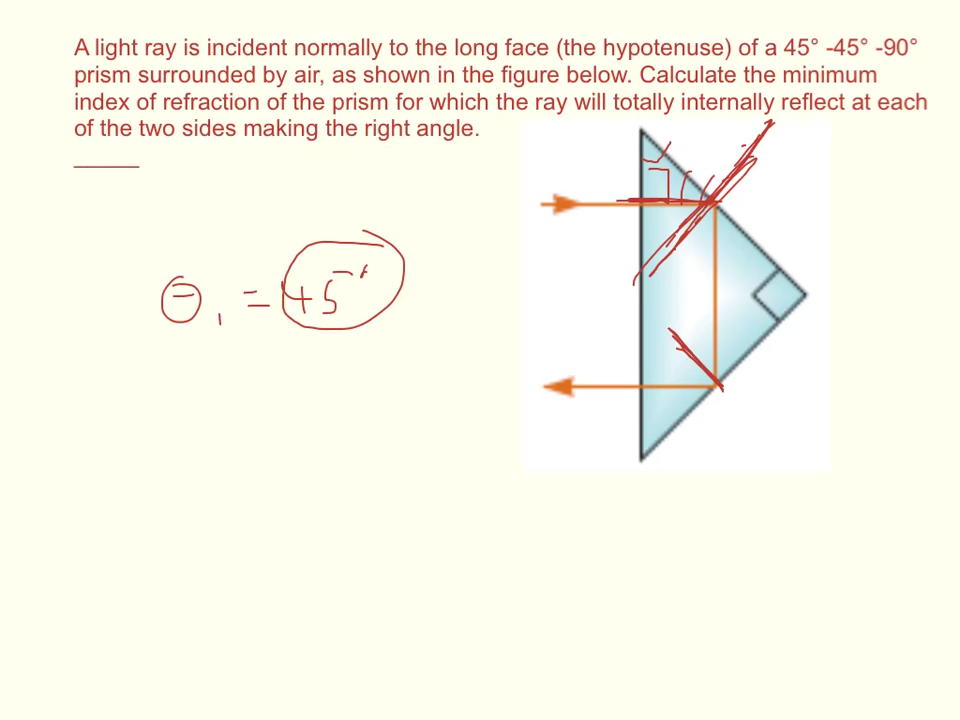 A light ray is incident normally to the long face (the hypotenuse) of a 45° -45° -90°
prism surrounded by air, as shown in the figure below. Calculate the minimum
index of refraction of the prism for which the ray will totally internally reflect at each
of the two sides making the right angle.
_____
θ₁ = 45